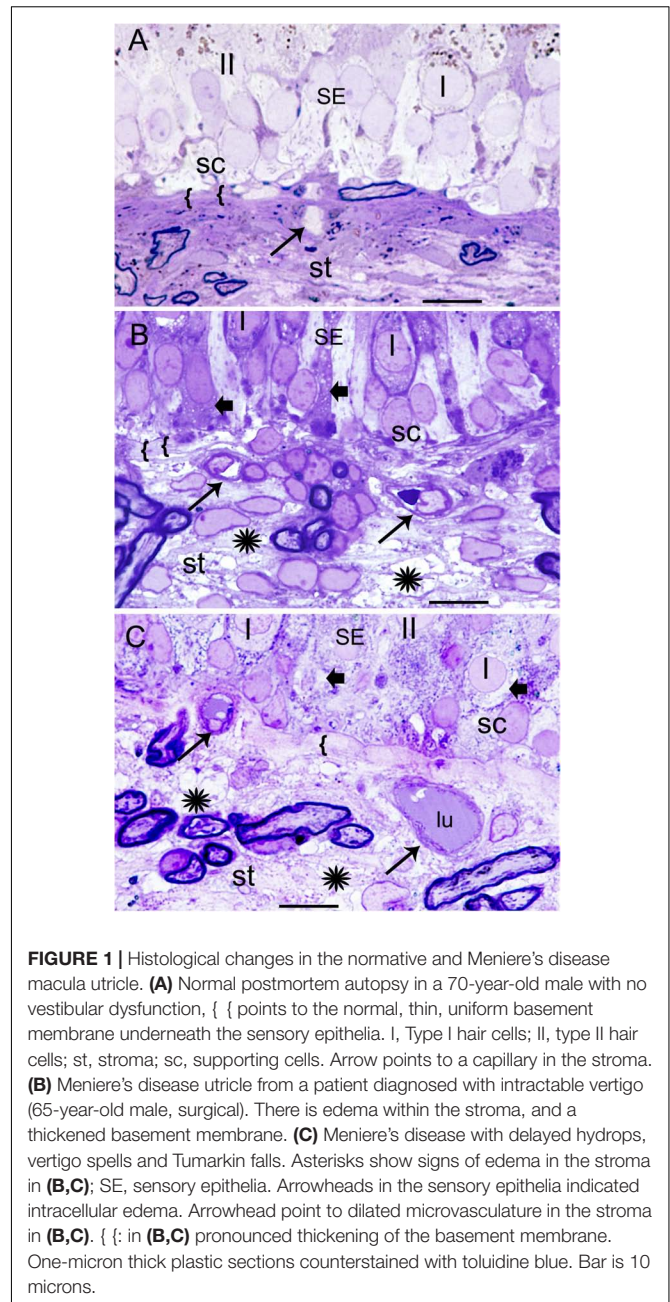 A
II
I
SE
sc
{ {
st
B
I
SE
I
sc
{ {
st
C
I
SE
II
I
sc
{
lu
st
FIGURE 1 | Histological changes in the normative and Meniere's disease
macula utricle. (A) Normal postmortem autopsy in a 70-year-old male with no
vestibular dysfunction, { { points to the normal, thin, uniform basement
membrane underneath the sensory epithelia. I, Type I hair cells; II, type II hair
cells; st, stroma; sc, supporting cells. Arrow points to a capillary in the stroma.
(B) Meniere's disease utricle from a patient diagnosed with intractable vertigo
(65-year-old male, surgical). There is edema within the stroma, and a
thickened basement membrane. (C) Meniere's disease with delayed hydrops,
vertigo spells and Tumarkin falls. Asterisks show signs of edema in the stroma
in (B,C); SE, sensory epithelia. Arrowheads in the sensory epithelia indicated
intracellular edema. Arrowhead point to dilated microvasculature in the stroma
in (B,C). { {: in (B,C) pronounced thickening of the basement membrane.
One-micron thick plastic sections counterstained with toluidine blue. Bar is 10
microns.